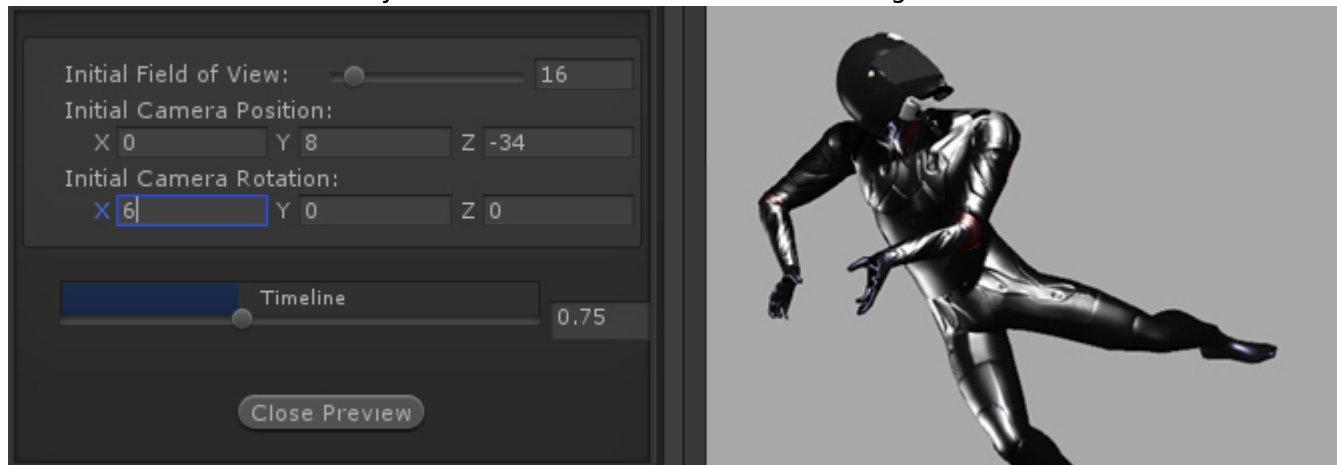 Initial Field of View: 16
Initial Camera Position:
X 0 Y 8 Z -34
Initial Camera Rotation:
X 6 Y 0 Z 0
Timeline
0.75
Close Preview